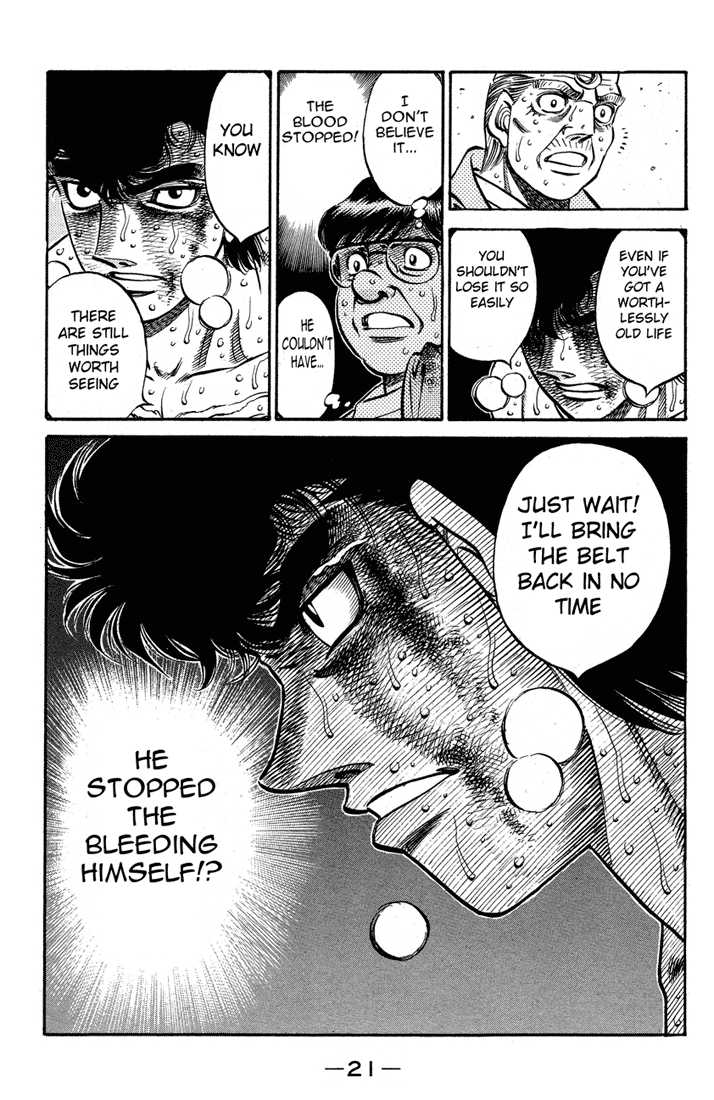 EVEN IF
YOU'VE
GOT A
WORTH-
LESSLY
OLD LIFE
YOU
SHOULDN'T
LOSE IT SO
EASILY
I
DON'T
BELIEVE
IT...
THE
BLOOD
STOPPED!
HE
COULDN'T
HAVE...
YOU
KNOW
THERE
ARE STILL
THINGS
WORTH
SEEING
JUST WAIT!
I'LL BRING
THE BELT
BACK IN NO
TIME
HE
STOPPED
THE
BLEEDING
HIMSELF!?
—21—